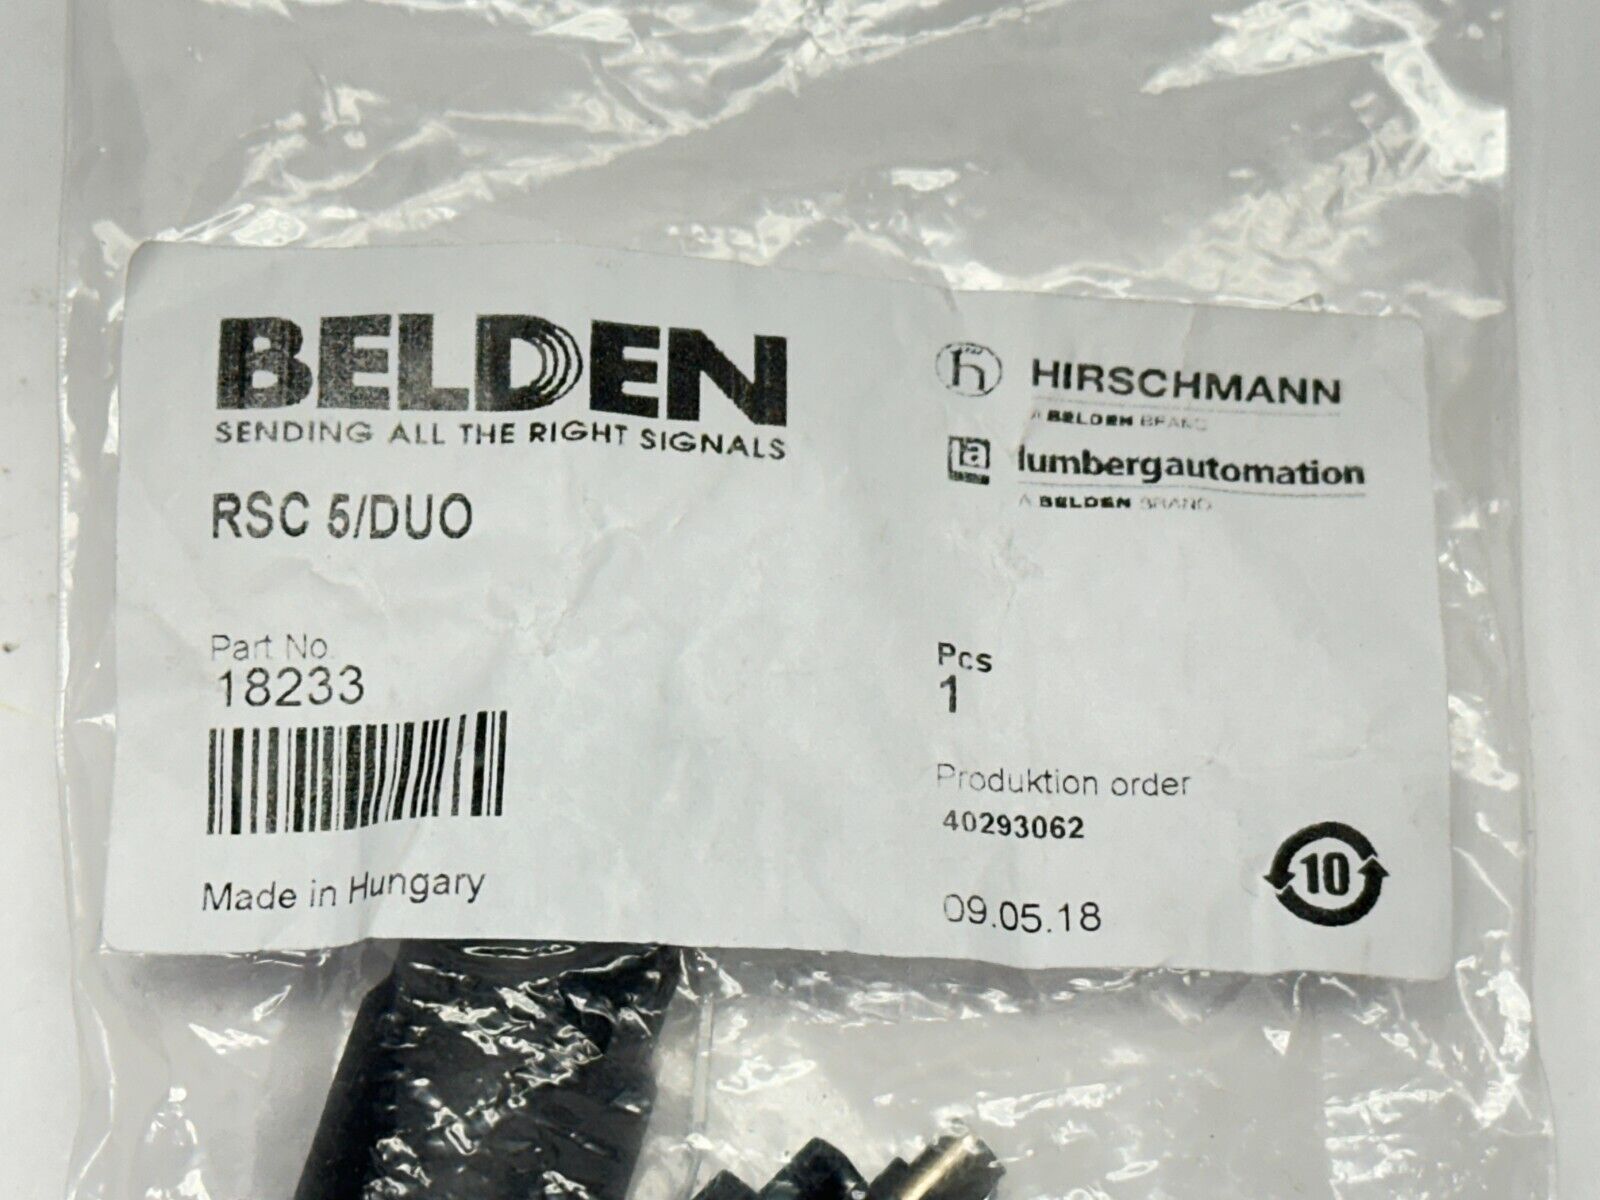 BELDEN
SENDING ALL THE RIGHT SIGNALS
RSC 5/DUO
Part No.
18233
Made in Hungary
h HIRSCHMANN
A BELDEN BRAND
la lumbergautomation
A BELDEN BRAND
Pcs
1
Produktion order
40293062
09.05.18
10